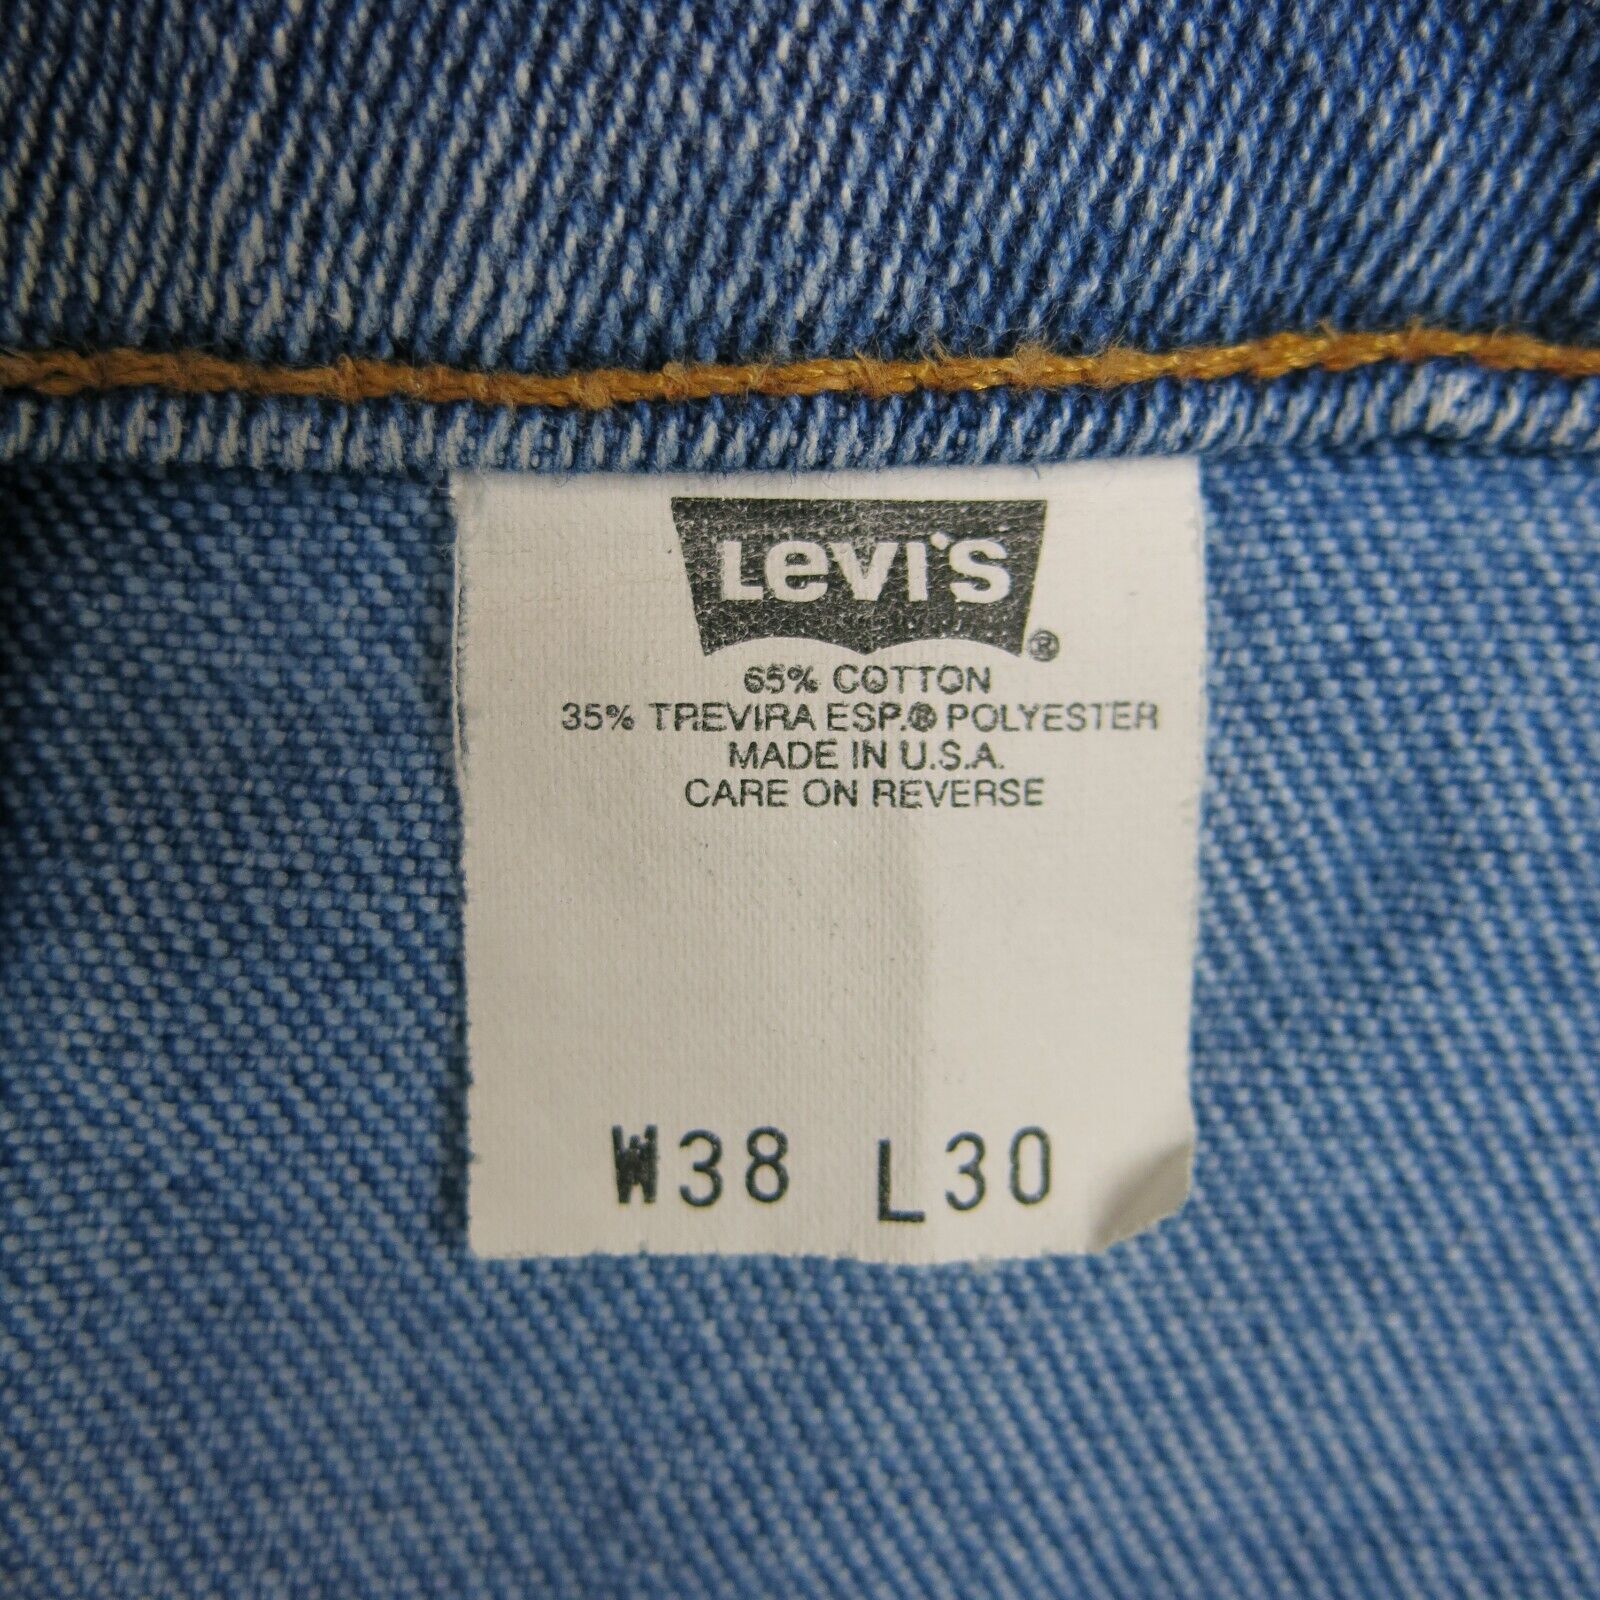 Levi's ®
65% COTTON
35% TREVIRA ESP.® POLYESTER
MADE IN U.S.A.
CARE ON REVERSE
W38 L30